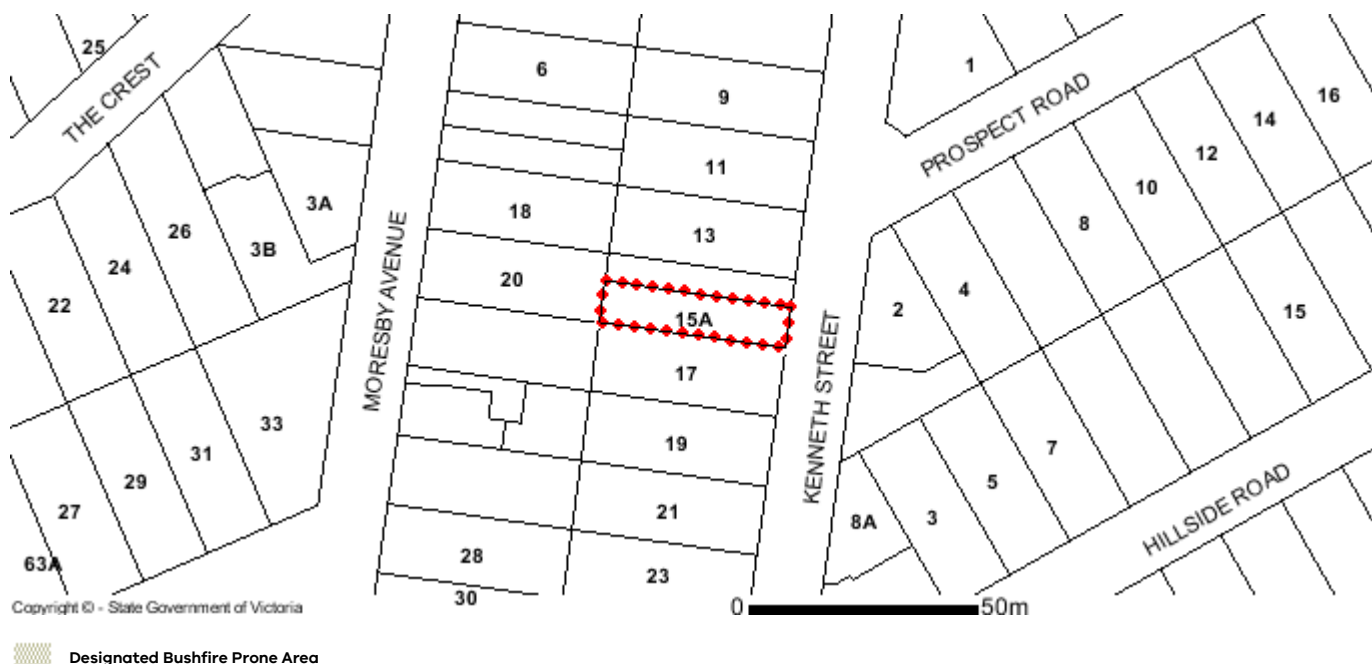 25
THE CREST
6
9
1
PROSPECT ROAD
16
14
12
10
8
11
3A
18
13
26
3B
24
22
MORESBY AVENUE
20
15A
2
4
15
KENNETH STREET
17
33
31
29
27
63A
19
7
5
3
8A
HILLSIDE ROAD
21
28
23
30
Copyright © - State Government of Victoria
0 50m
Designated Bushfire Prone Area